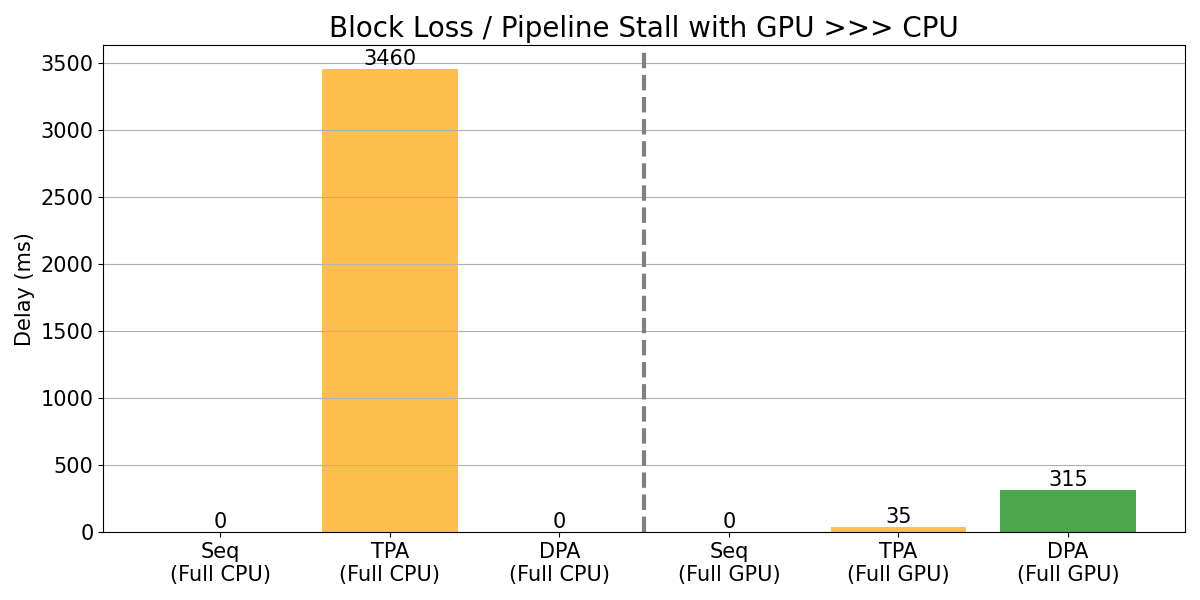 Block Loss / Pipeline Stall with GPU >>> CPU
Delay (ms)
3500
3000
2500
2000
1500
1000
500
0
0
3460
0
0
35
315
Seq
(Full CPU)
TPA
(Full CPU)
DPA
(Full CPU)
Seq
(Full GPU)
TPA
(Full GPU)
DPA
(Full GPU)